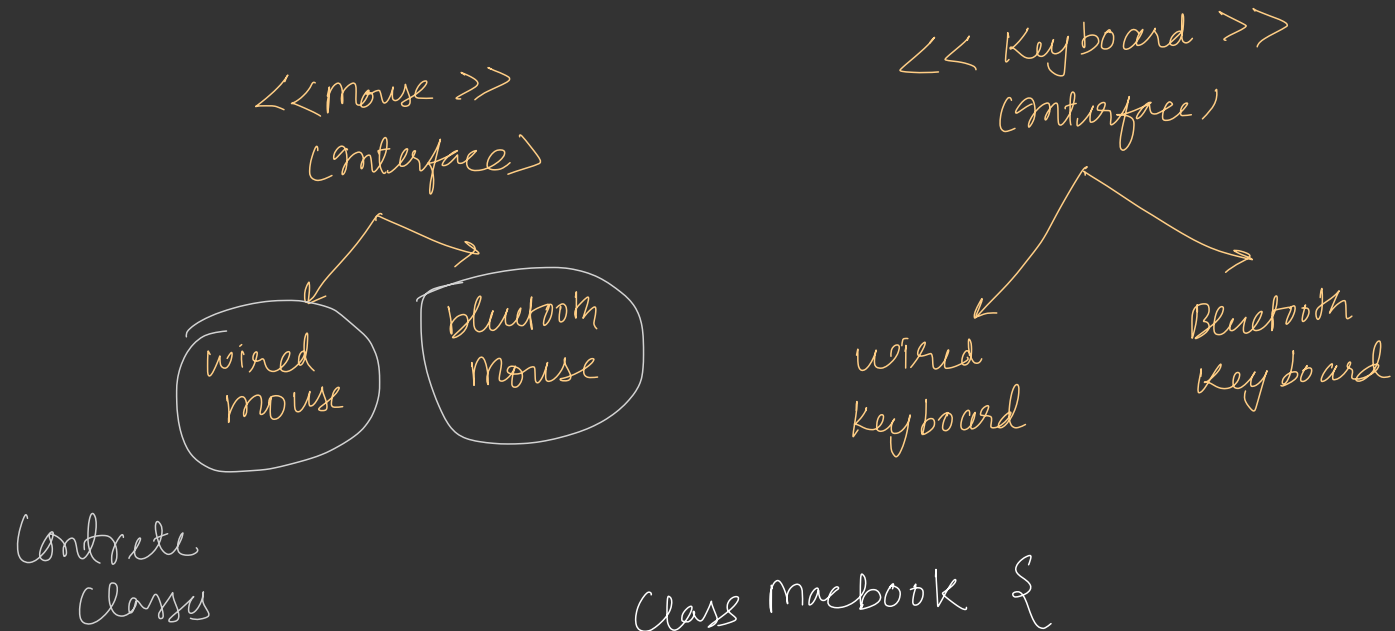 <<Mouse>>
(Interface)
<< Keyboard >>
(Interface)
wired
mouse
bluetooth
Mouse
wired
Keyboard
Bluetooth
Keyboard
Contrete
Classes
Class Macbook {